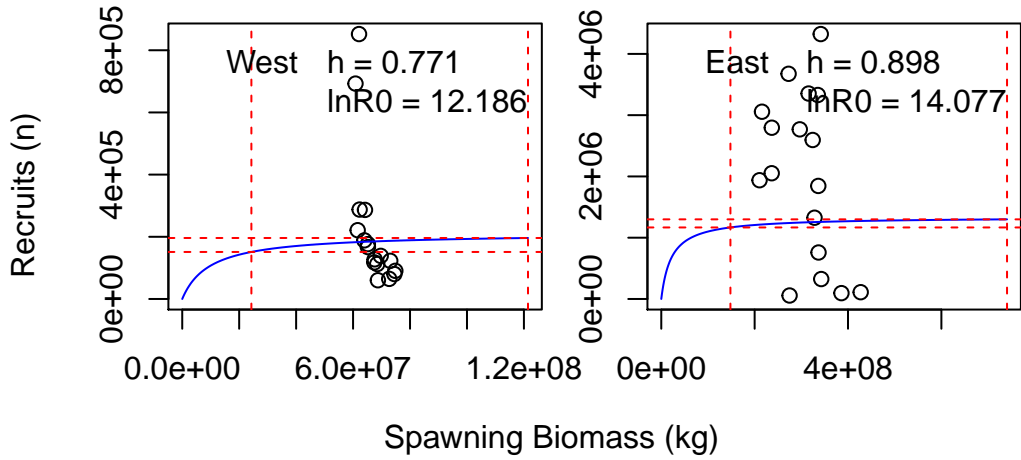 West h = 0.771
lnR0 = 12.186
East h = 0.898
lnR0 = 14.077
Recruits (n)
0e+00 4e+05 8e+05
0e+00 2e+06 4e+06
0.0e+00 6.0e+07 1.2e+08
0e+00 4e+08
Spawning Biomass (kg)